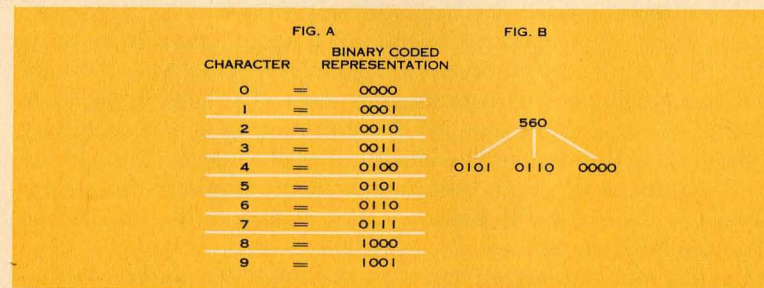 FIG. A
FIG. B
CHARACTER BINARY CODED REPRESENTATION
0 = 0000
1 = 0001
2 = 0010
3 = 0011
4 = 0100
5 = 0101
6 = 0110
7 = 0111
8 = 1000
9 = 1001
560
0101 0110 0000